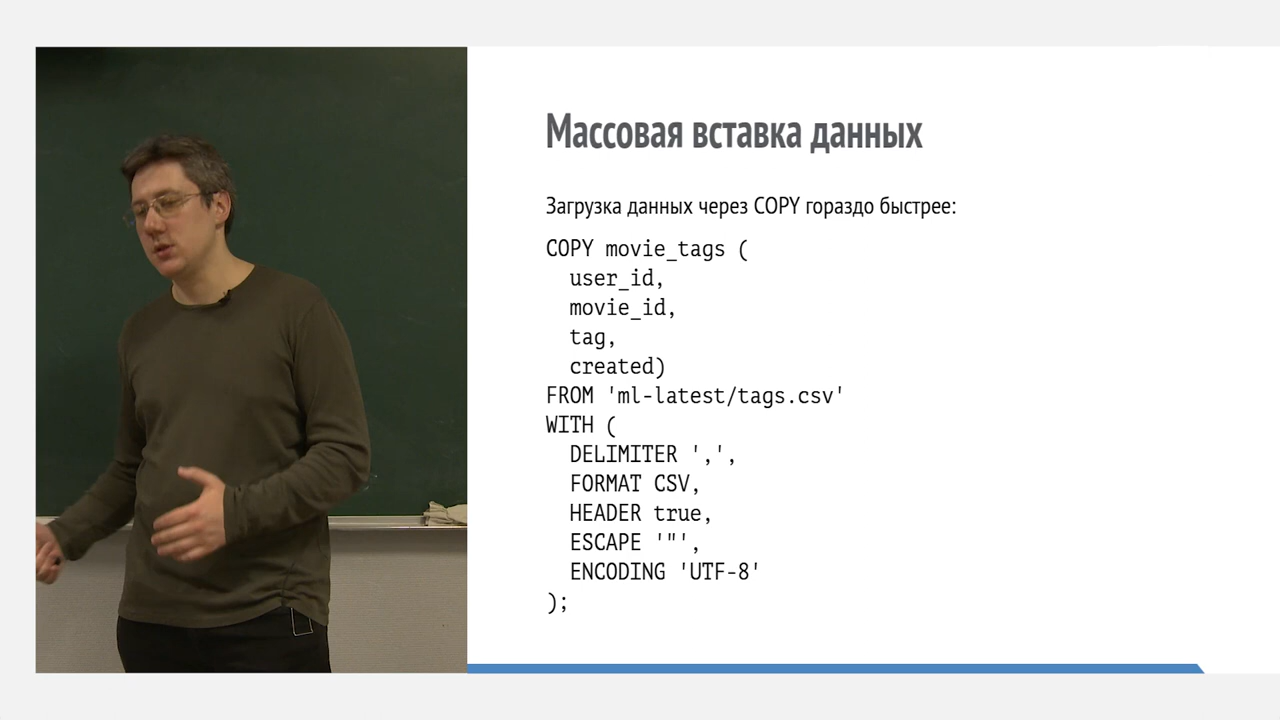 Массовая вставка данных
Загрузка данных через COPY гораздо быстрее:
COPY movie_tags (
  user_id,
  movie_id,
  tag,
  created)
FROM 'ml-latest/tags.csv'
WITH (
  DELIMITER ',',
  FORMAT CSV,
  HEADER true,
  ESCAPE '"',
  ENCODING 'UTF-8'
);